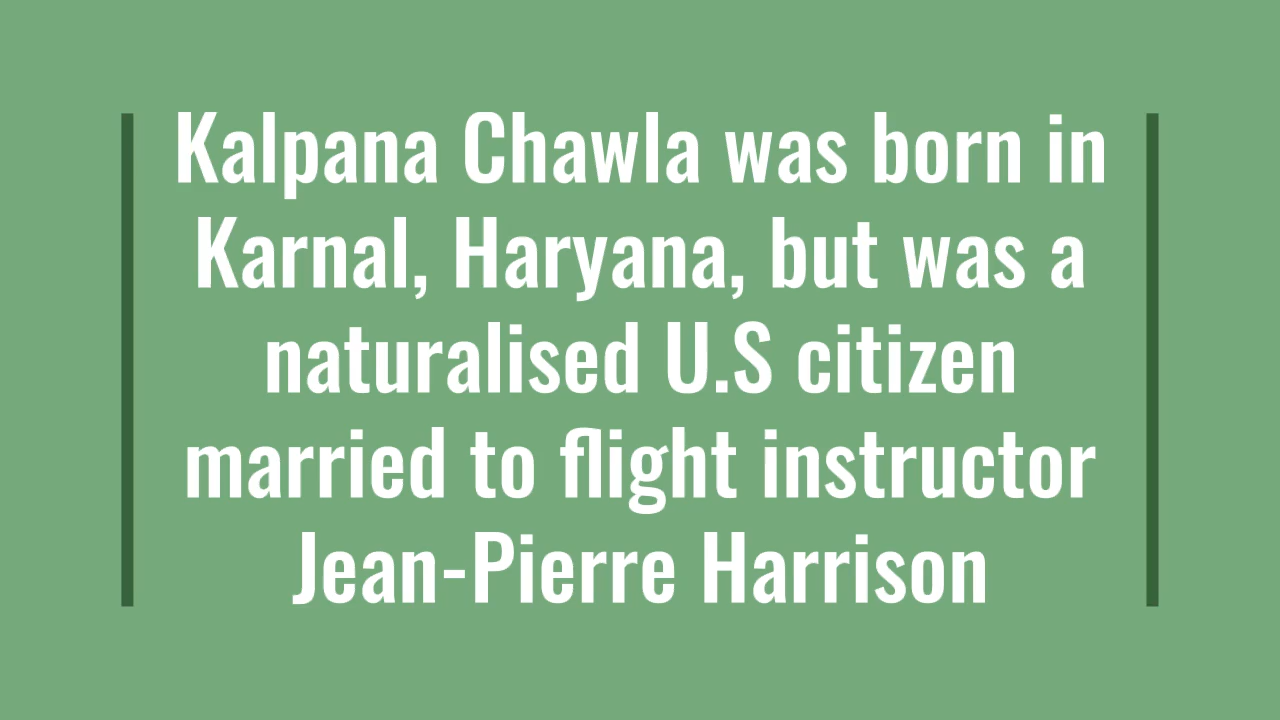 Kalpana Chawla was born in
Karnal, Haryana, but was a
naturalised U.S citizen
married to flight instructor
Jean-Pierre Harrison